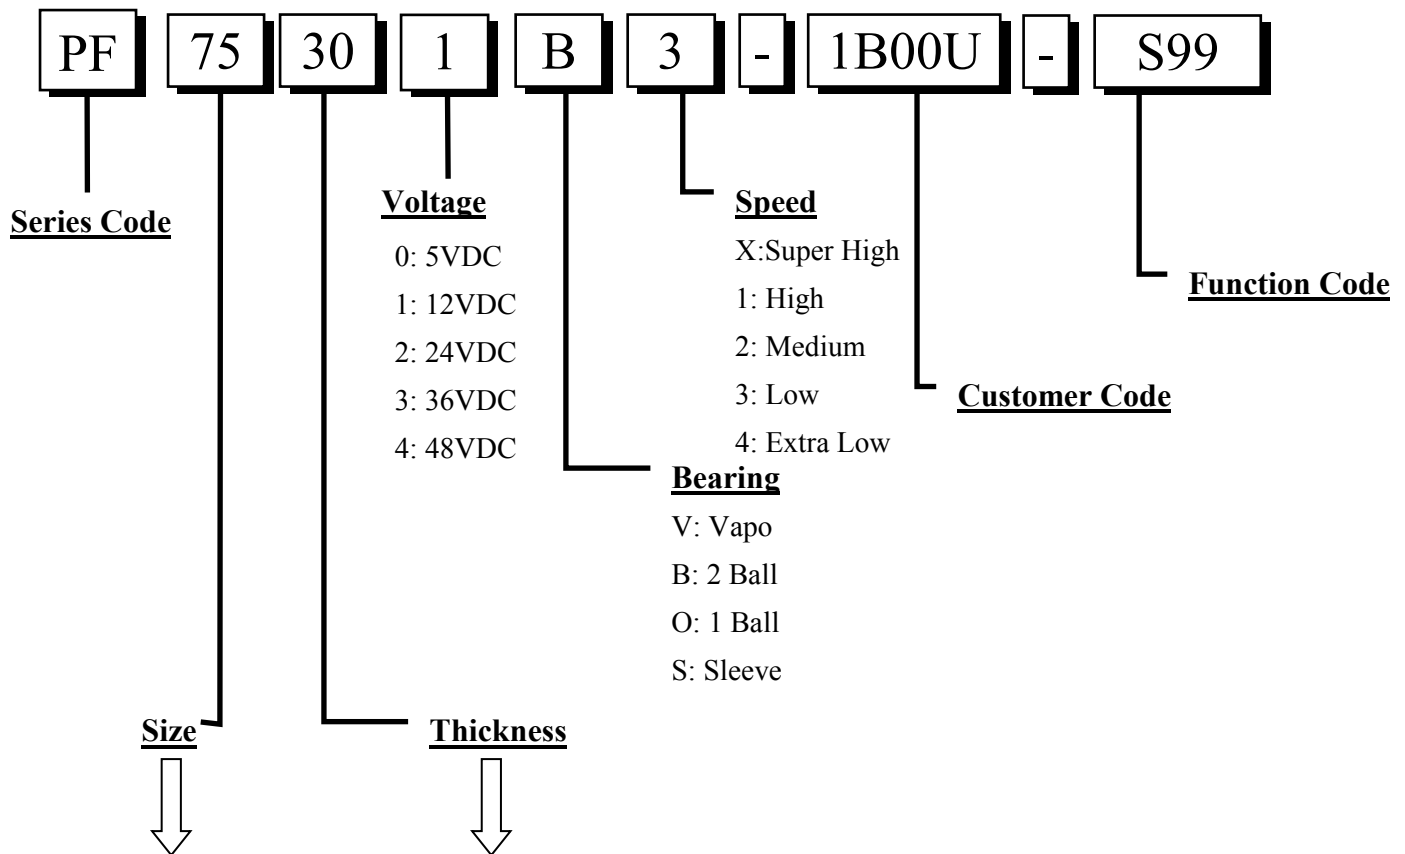 PF 75 30 1 B 3 - 1B00U - S99
Series Code
Voltage
0: 5VDC
1: 12VDC
2: 24VDC
3: 36VDC
4: 48VDC
Speed
X:Super High
1: High
2: Medium
3: Low
4: Extra Low
Function Code
Customer Code
Bearing
V: Vapo
B: 2 Ball
O: 1 Ball
S: Sleeve
Size
Thickness